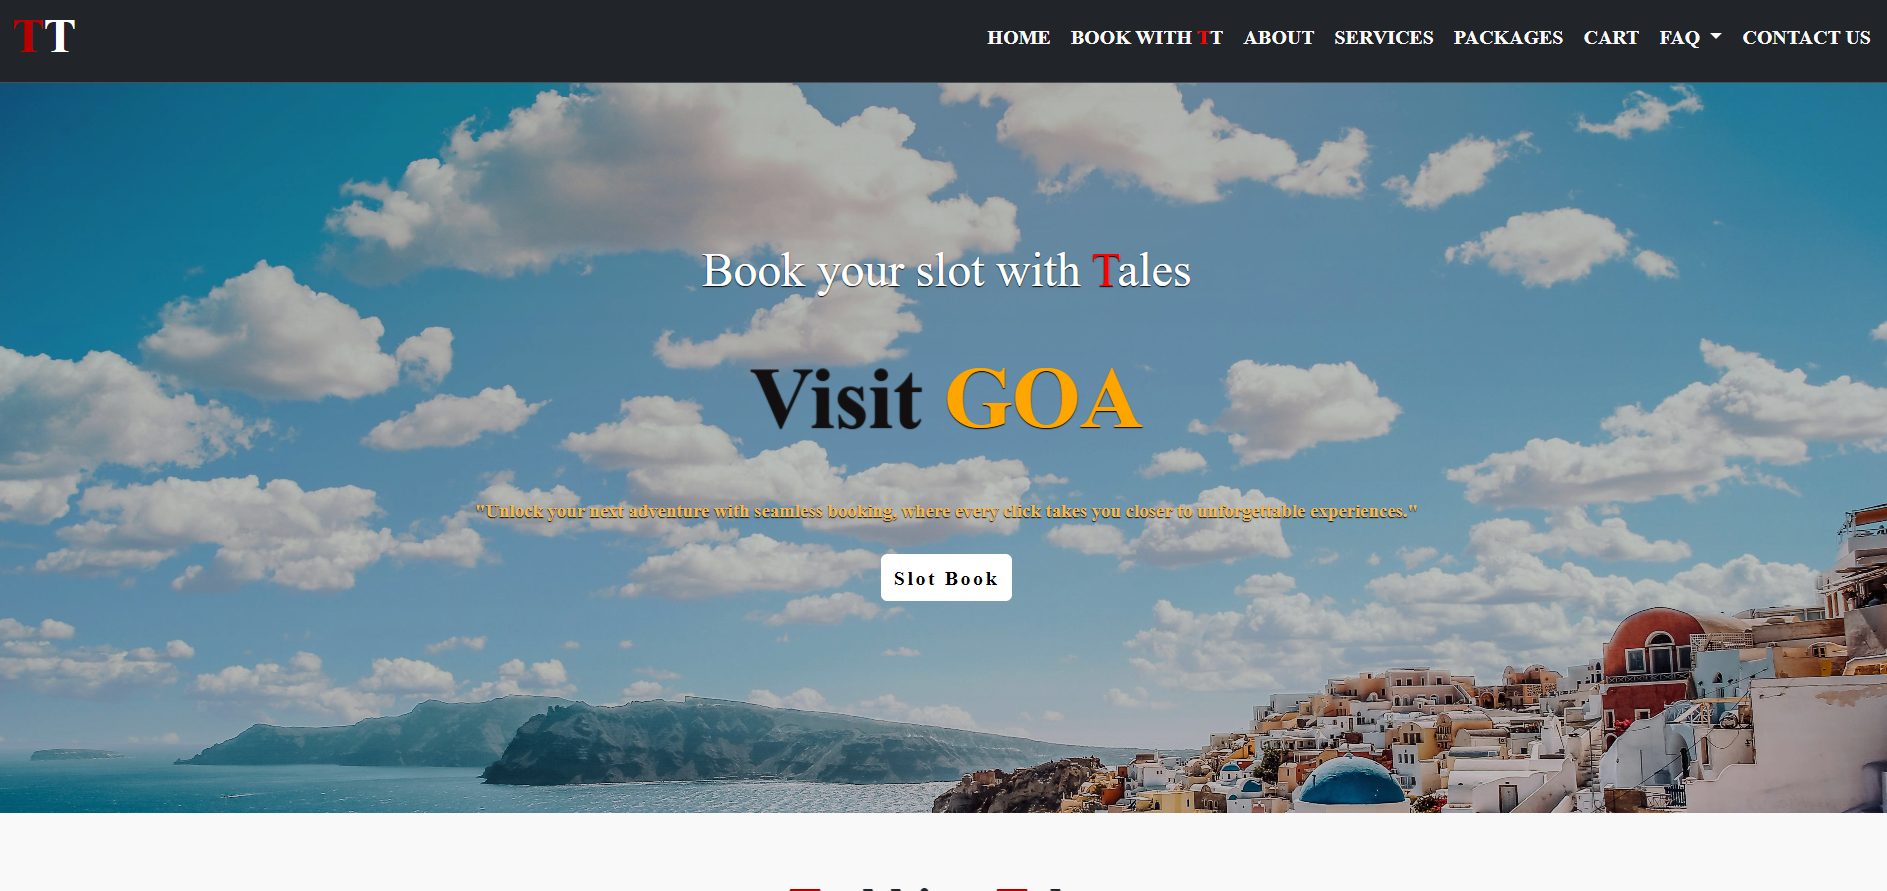 TT
HOME BOOK WITH TT ABOUT SERVICES PACKAGES CART FAQ CONTACT US
Book your slot with Tales
Visit GOA
"Unlock your next adventure with seamless booking, where every click takes you closer to unforgettable experiences."
Slot Book